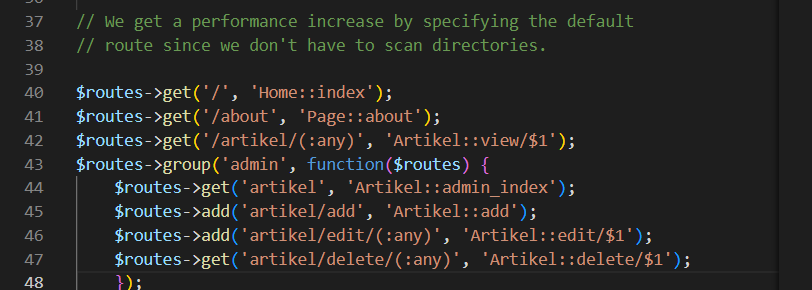 37 // We get a performance increase by specifying the default
38 // route since we don't have to scan directories.
39
40 $routes->get('/', 'Home::index');
41 $routes->get('/about', 'Page::about');
42 $routes->get('/artikel/(:any)', 'Artikel::view/$1');
43 $routes->group('admin', function($routes) {
44     $routes->get('artikel', 'Artikel::admin_index');
45     $routes->add('artikel/add', 'Artikel::add');
46     $routes->add('artikel/edit/(:any)', 'Artikel::edit/$1');
47     $routes->get('artikel/delete/(:any)', 'Artikel::delete/$1');
48     });